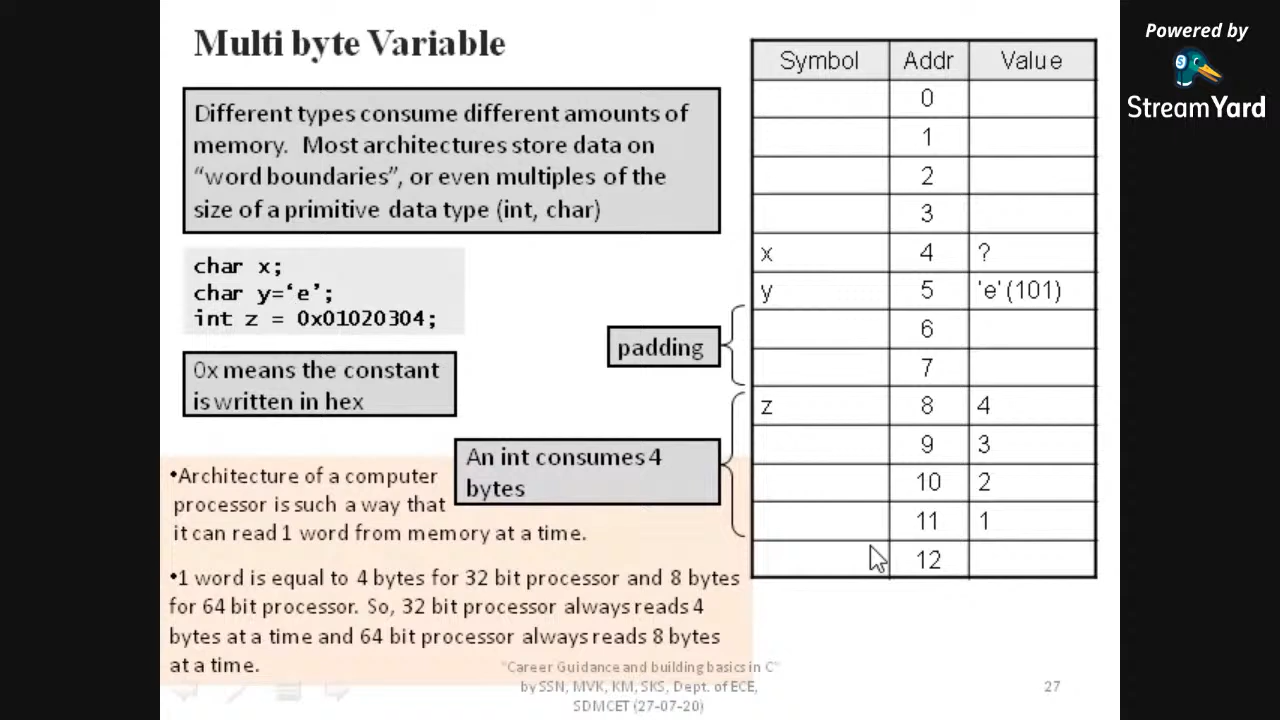 Multi byte Variable
Powered by
StreamYard
Different types consume different amounts of
memory. Most architectures store data on
“word boundaries”, or even multiples of the
size of a primitive data type (int, char)
char x;
char y=‘e’;
int z = 0x01020304;
0x means the constant
is written in hex
padding
An int consumes 4
bytes
•Architecture of a computer
processor is such a way that
it can read 1 word from memory at a time.
•1 word is equal to 4 bytes for 32 bit processor and 8 bytes
for 64 bit processor. So, 32 bit processor always reads 4
bytes at a time and 64 bit processor always reads 8 bytes
at a time.
Symbol Addr Value
0
1
2
3
x 4 ?
y 5 'e' (101)
6
7
z 8 4
9 3
10 2
11 1
12
"Career Guidance and building basics in C"
by SSN, MVK, KM, SKS, Dept. of ECE,
SDMCET (27-07-20)
27